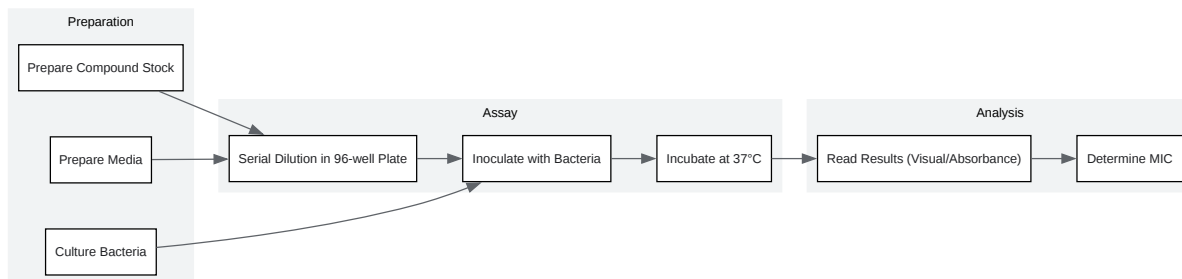 Preparation
Prepare Compound Stock
Prepare Media
Culture Bacteria
Assay
Serial Dilution in 96-well Plate
Inoculate with Bacteria
Incubate at 37°C
Analysis
Read Results (Visual/Absorbance)
Determine MIC